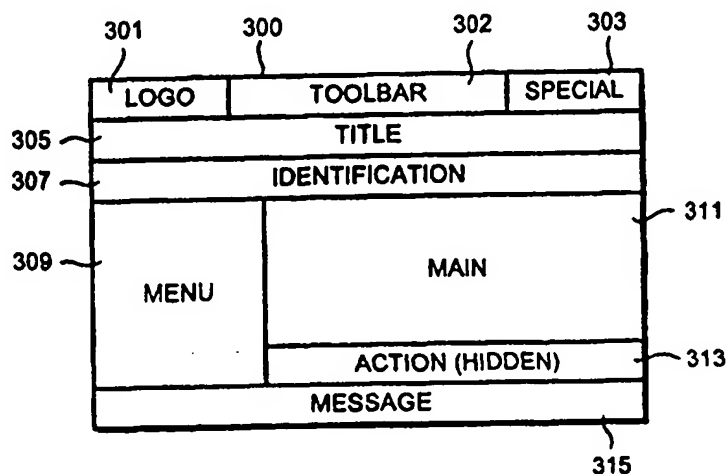 301 300 302 303
LOGO TOOLBAR SPECIAL
305 TITLE
307 IDENTIFICATION
311
309 MENU MAIN
ACTION (HIDDEN) 313
MESSAGE
315